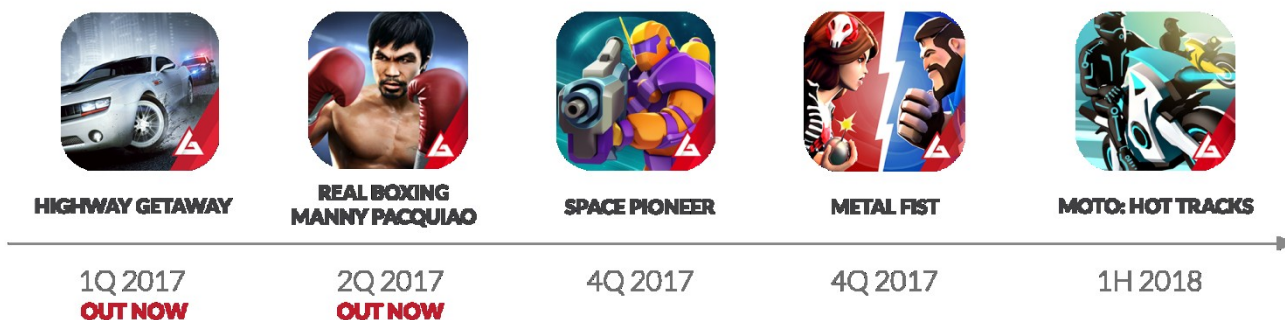 HIGHWAY GETAWAY
REAL BOXING
MANNY PACQUIAO
SPACE PIONEER
METAL FIST
MOTO: HOT TRACKS
1Q 2017
OUT NOW
2Q 2017
OUT NOW
4Q 2017
4Q 2017
1H 2018